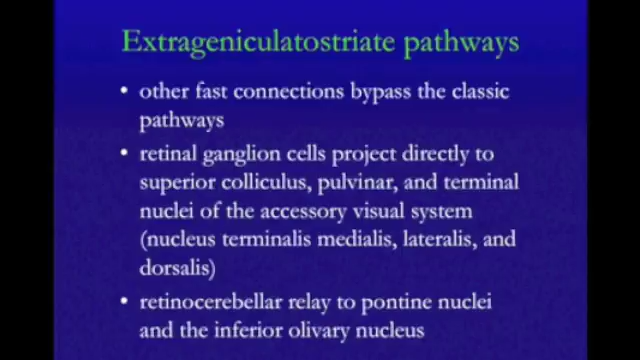 Extrageniculatostriate pathways
• other fast connections bypass the classic
pathways
• retinal ganglion cells project directly to
superior colliculus, pulvinar, and terminal
nuclei of the accessory visual system
(nucleus terminalis medialis, lateralis, and
dorsalis)
• retinocerebellar relay to pontine nuclei
and the inferior olivary nucleus